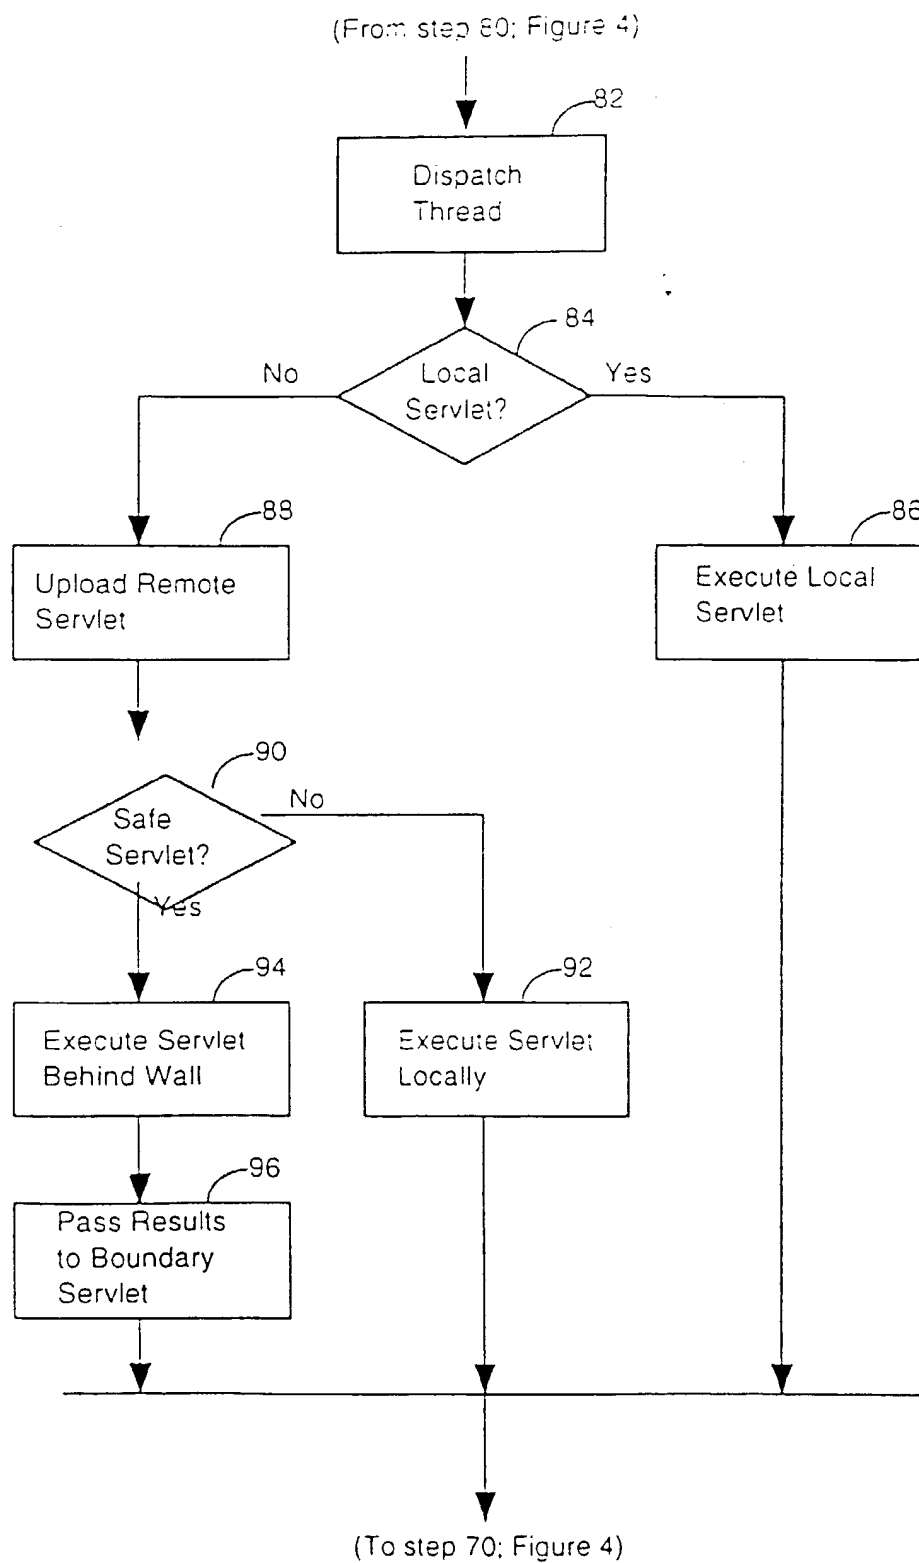 (From step 80; Figure 4)
82
Dispatch
Thread
84
No
Local
Servlet?
Yes
88
Upload Remote
Servlet
86
Execute Local
Servlet
90
Safe
Servlet?
No
Yes
94
Execute Servlet
Behind Wall
92
Execute Servlet
Locally
96
Pass Results
to Boundary
Servlet
(To step 70; Figure 4)